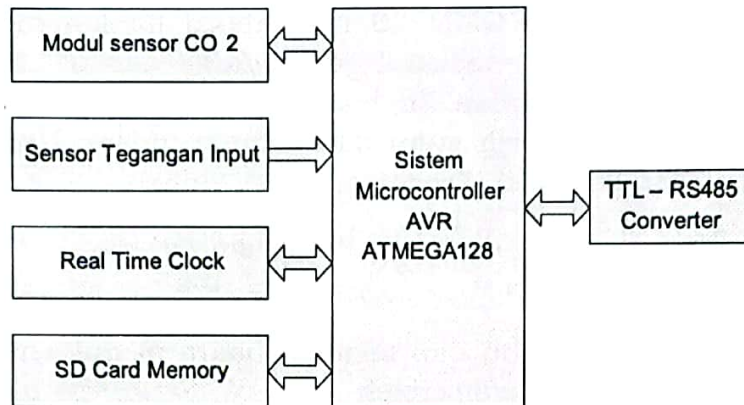 Modul sensor CO 2
Sensor Tegangan Input
Real Time Clock
SD Card Memory
Sistem
Microcontroller
AVR
ATMEGA128
TTL – RS485
Converter